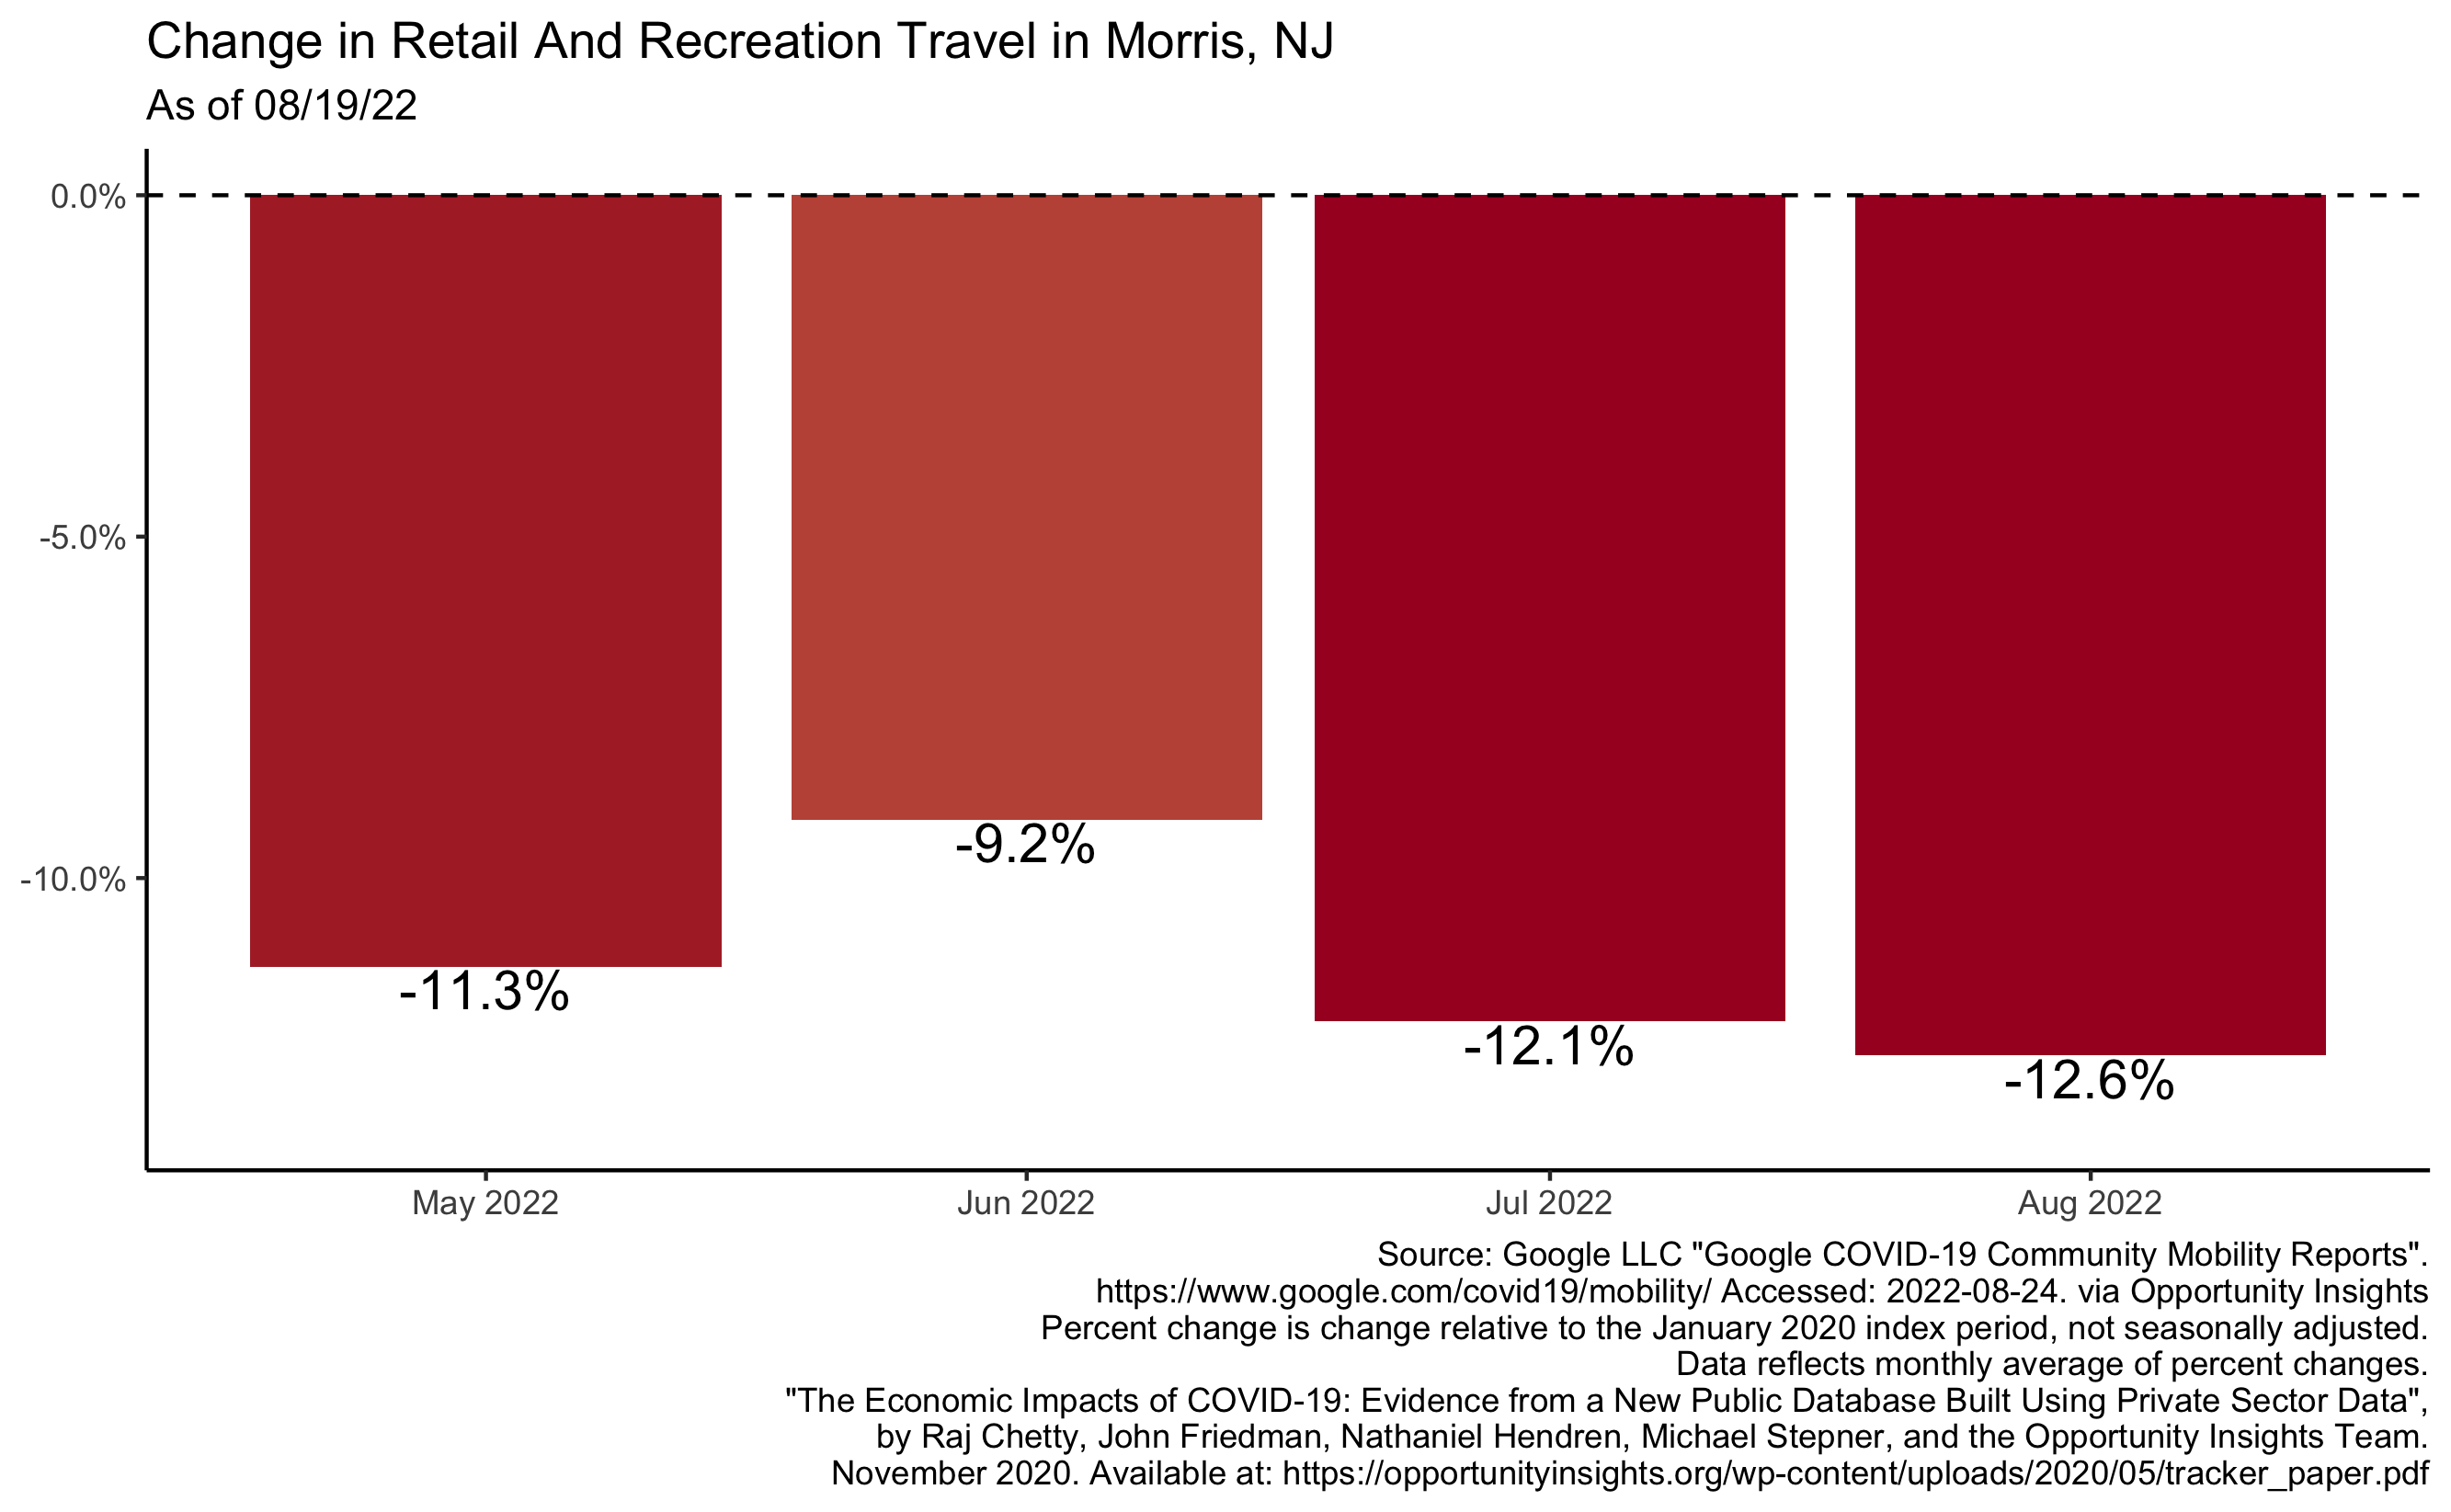 Change in Retail And Recreation Travel in Morris, NJ
As of 08/19/22
0.0%
-5.0%
-10.0%
-11.3%
-9.2%
-12.1%
-12.6%
May 2022
Jun 2022
Jul 2022
Aug 2022
Source: Google LLC "Google COVID-19 Community Mobility Reports".
https://www.google.com/covid19/mobility/ Accessed: 2022-08-24. via Opportunity Insights
Percent change is change relative to the January 2020 index period, not seasonally adjusted.
Data reflects monthly average of percent changes.
"The Economic Impacts of COVID-19: Evidence from a New Public Database Built Using Private Sector Data",
by Raj Chetty, John Friedman, Nathaniel Hendren, Michael Stepner, and the Opportunity Insights Team.
November 2020. Available at: https://opportunityinsights.org/wp-content/uploads/2020/05/tracker_paper.pdf